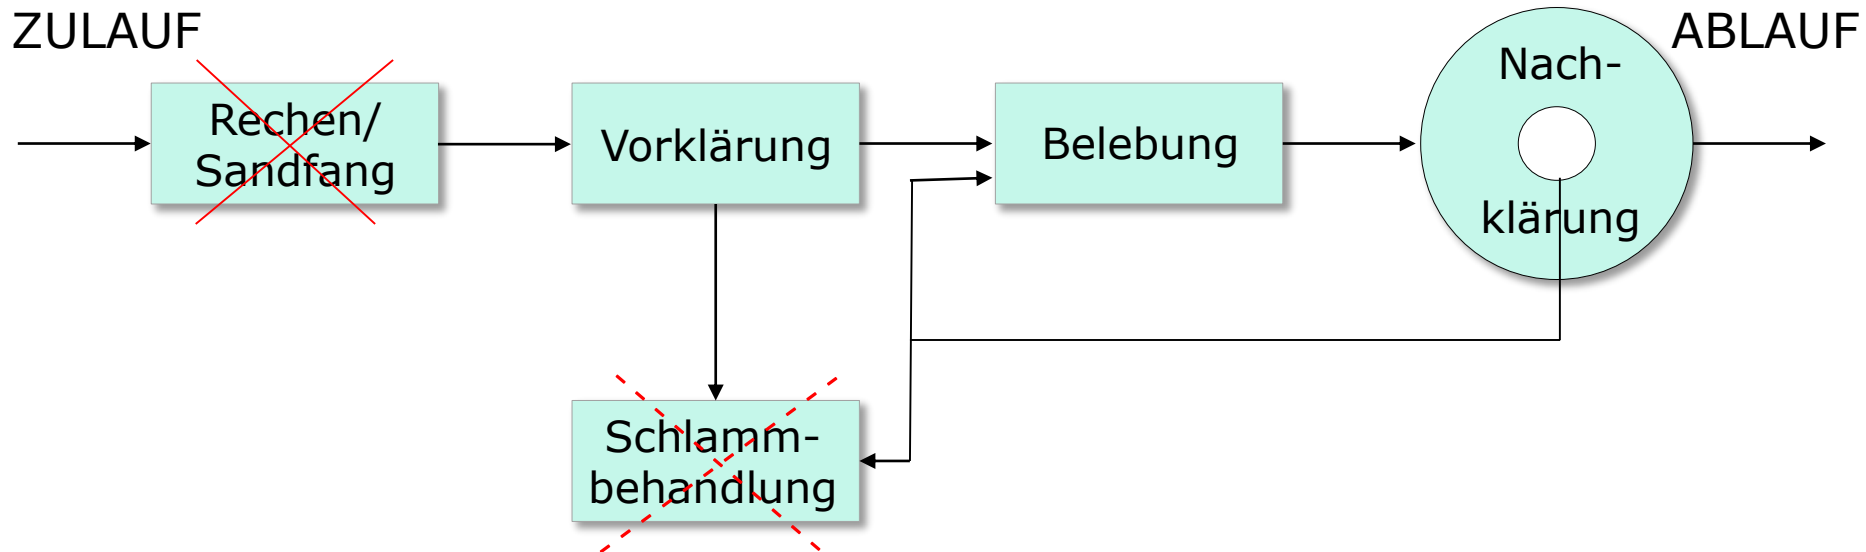 ZULAUF
ABLAUF
Rechen/
Sandfang
Vorklärung
Belebung
Nach-
klärung
Schlamm-
behandlung